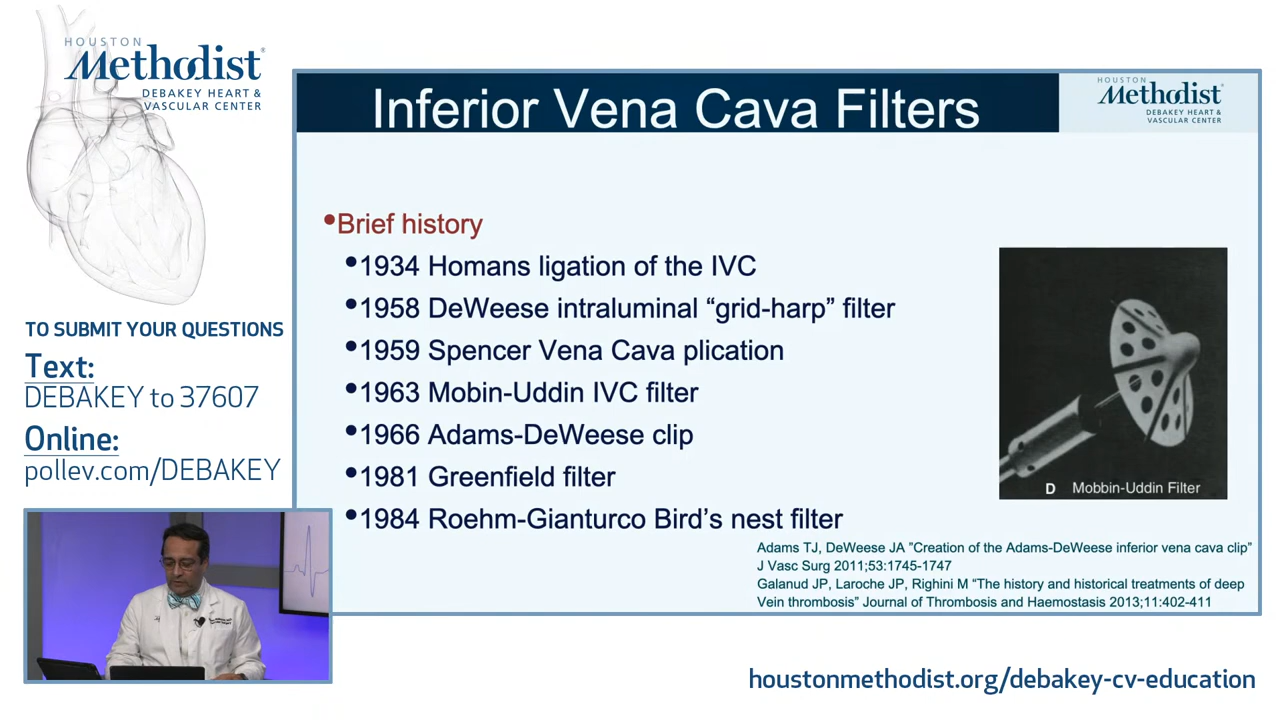 HOUSTON
Methodist®
DEBAKEY HEART &
VASCULAR CENTER
TO SUBMIT YOUR QUESTIONS
Text:
DEBAKEY to 37607
Online:
pollev.com/DEBAKEY
Inferior Vena Cava Filters
HOUSTON
Methodist®
DEBAKEY HEART &
VASCULAR CENTER
•Brief history
•1934 Homans ligation of the IVC
•1958 DeWeese intraluminal “grid-harp” filter
•1959 Spencer Vena Cava plication
•1963 Mobin-Uddin IVC filter
•1966 Adams-DeWeese clip
•1981 Greenfield filter
•1984 Roehm-Gianturco Bird’s nest filter
D Mobbin-Uddin Filter
Adams TJ, DeWeese JA ”Creation of the Adams-DeWeese inferior vena cava clip”
J Vasc Surg 2011;53:1745-1747
Galanud JP, Laroche JP, Righini M “The history and historical treatments of deep
Vein thrombosis” Journal of Thrombosis and Haemostasis 2013;11:402-411
houstonmethodist.org/debakey-cv-education